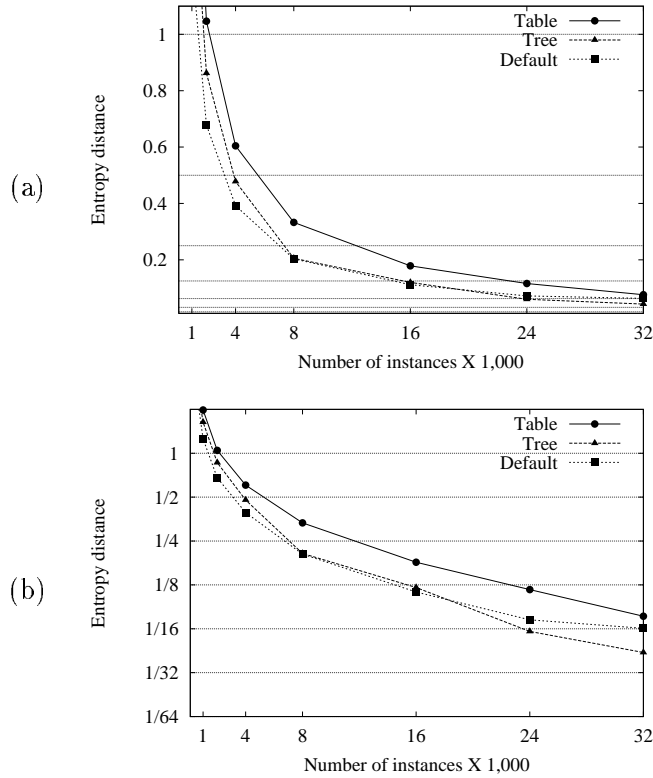 Table
Tree
Default
1
0.8
0.6
0.4
0.2
Entropy distance
(a)
1 4 8 16 24 32
Number of instances X 1,000
Table
Tree
Default
1
1/2
1/4
1/8
1/16
1/32
1/64
Entropy distance
(b)
1 4 8 16 24 32
Number of instances X 1,000